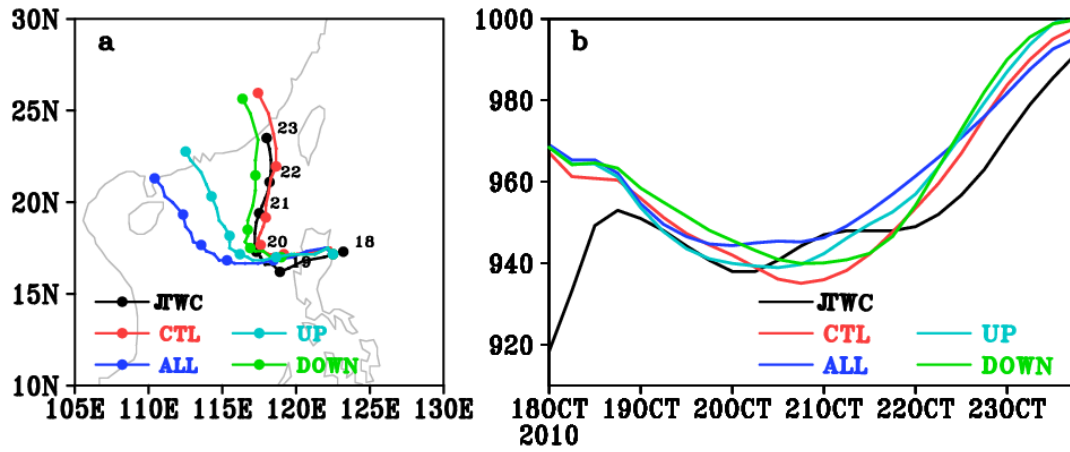 a
30N
25N
20N
15N
10N
105E 110E 115E 120E 125E 130E
23
22
21
20
19
18
JTWC
CTL UP
ALL DOWN
b
1000
980
960
940
920
18OCT 19OCT 20OCT 21OCT 22OCT 23OCT
2010
JTWC
CTL UP
ALL DOWN